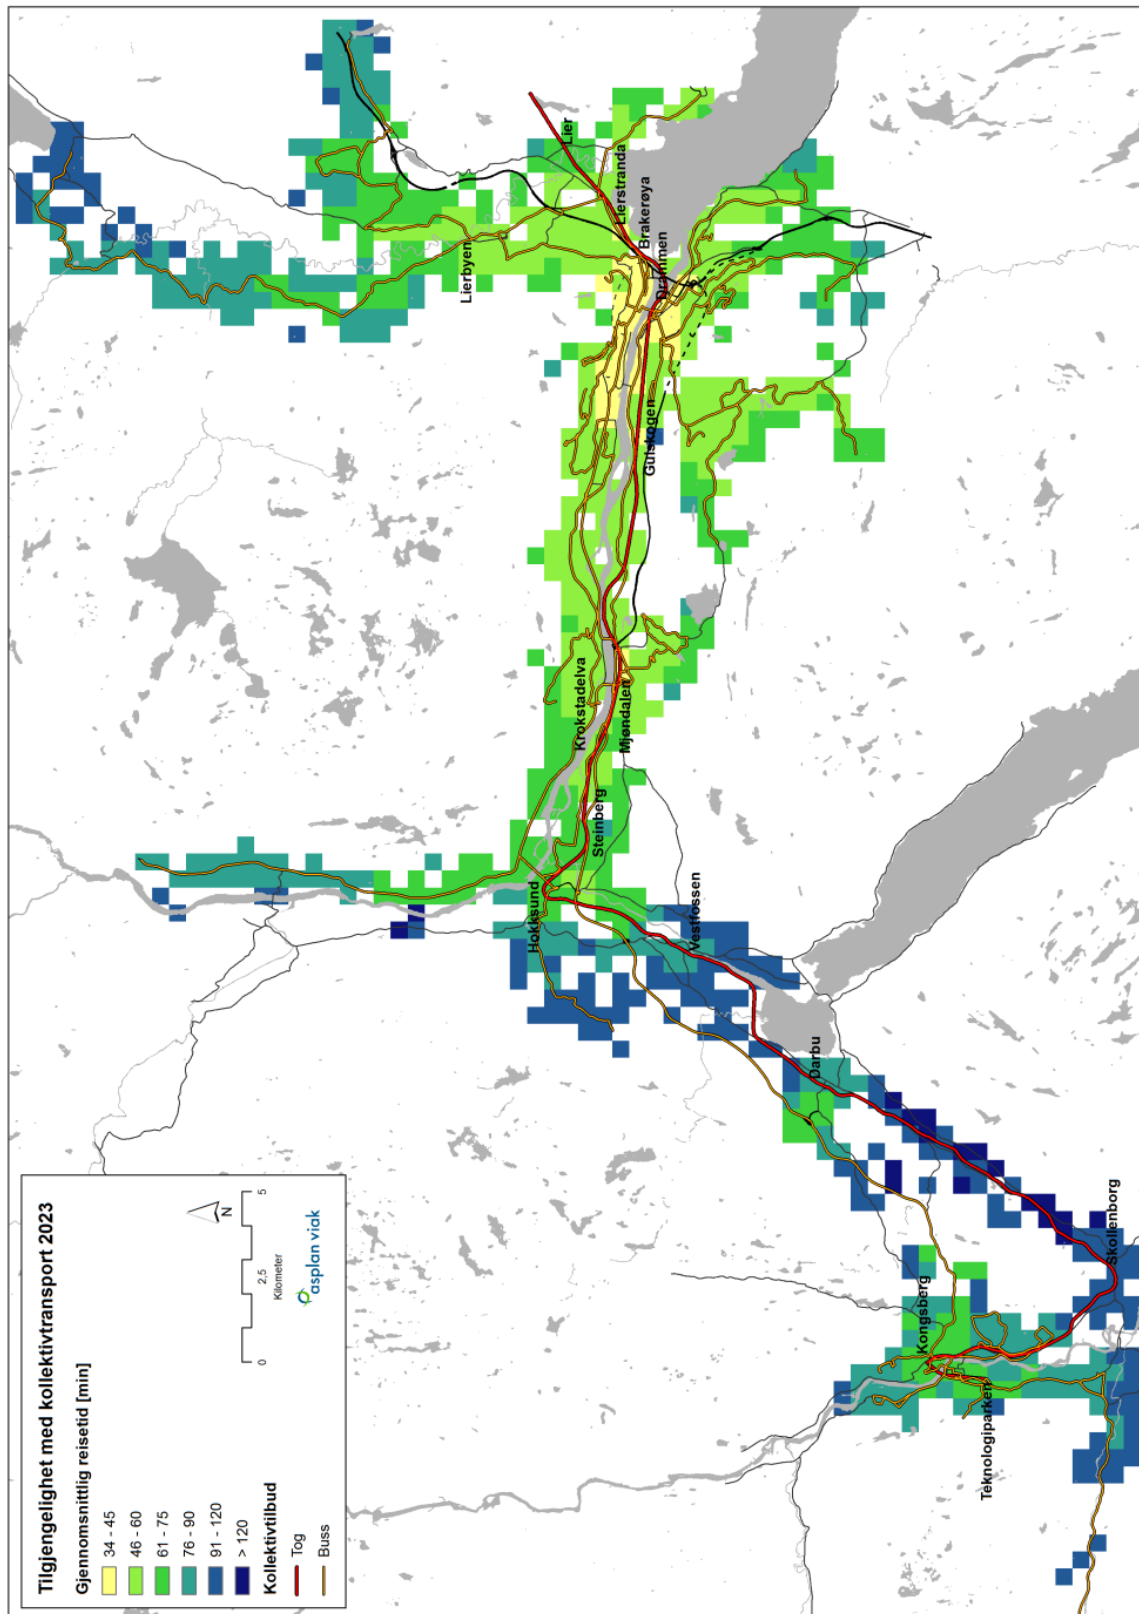 Tilgjengelighet med kollektivtransport 2023
Gjennomsnittlig reisetid [min]
34 - 45
46 - 60
61 - 75
76 - 90
91 - 120
> 120
Kollektivtilbud
Tog
Buss
N
0 2,5 5
Kilometer
asplan viak
Lierbyen
Lier
Lierstranda
Brakerøya
Drammen
Gulskogen
Krokstadelva
Mjøndalen
Steinberg
Hokksund
Vestfossen
Darbu
Skollenborg
Kongsberg
Teknologiparken